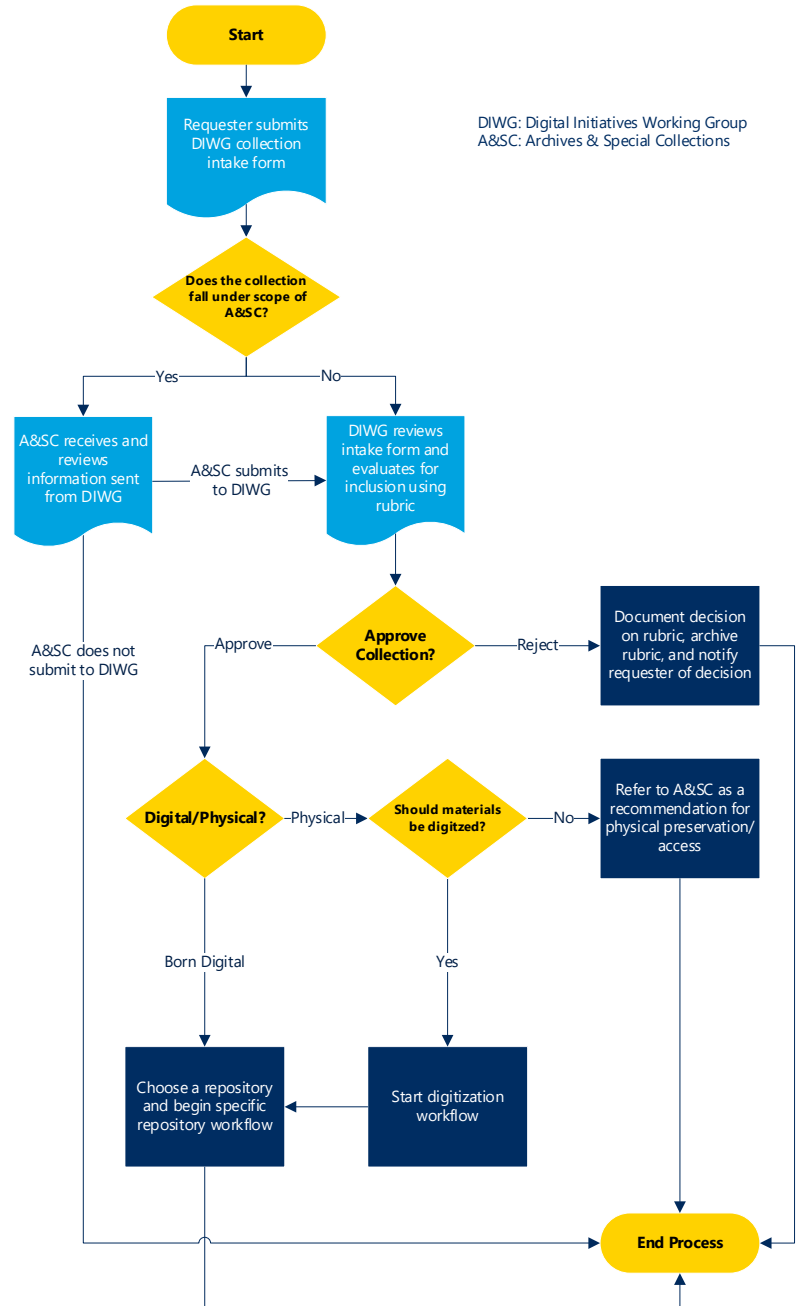 Start
Requester submits
DIWG collection
intake form
DIWG: Digital Initiatives Working Group
A&SC: Archives & Special Collections
Does the collection
fall under scope of
A&SC?
Yes
No
A&SC receives and
reviews
information sent
from DIWG
A&SC submits
to DIWG
DIWG reviews
intake form and
evaluates for
inclusion using
rubric
A&SC does not
submit to DIWG
Approve
Approve
Collection?
Reject
Document decision
on rubric, archive
rubric, and notify
requester of decision
Digital/Physical?
Physical
Should materials
be digitzed?
No
Refer to A&SC as a
recommendation for
physical preservation/
access
Born Digital
Yes
Choose a repository
and begin specific
repository workflow
Start digitization
workflow
End Process